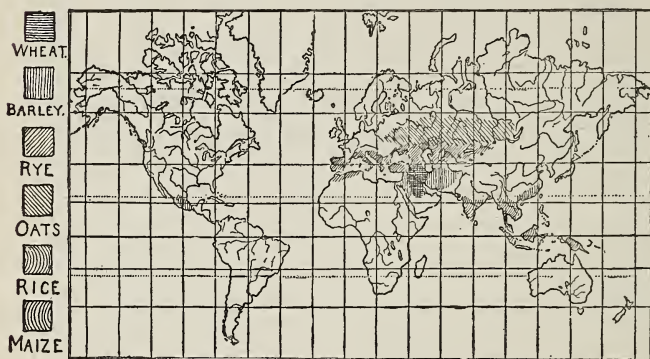 WHEAT.
BARLEY.
RYE
OATS
RICE
MAIZE